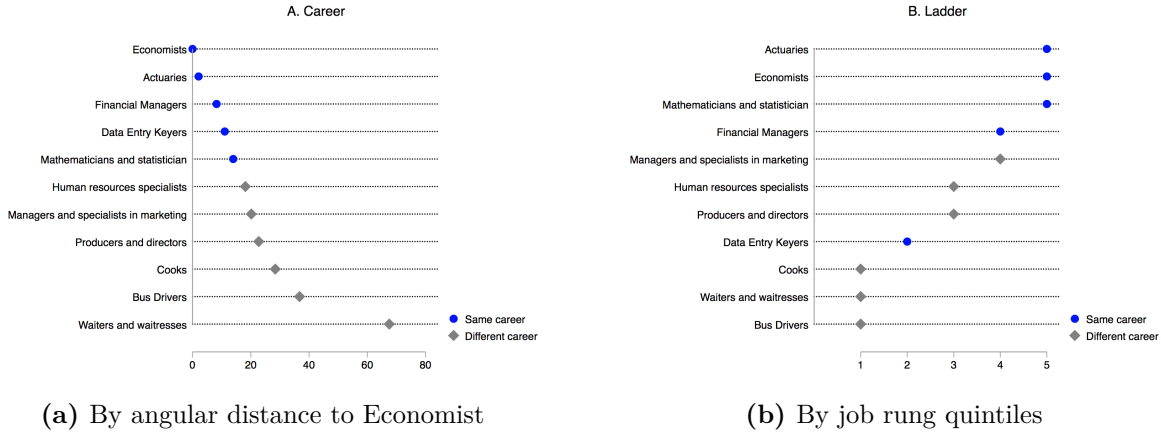 A. Career
Economists
Actuaries
Financial Managers
Data Entry Keyers
Mathematicians and statistician
Human resources specialists
Managers and specialists in marketing
Producers and directors
Cooks
Bus Drivers
Waiters and waitresses
0 20 40 60 80
Same career
Different career
(a) By angular distance to Economist
B. Ladder
Actuaries
Economists
Mathematicians and statistician
Financial Managers
Managers and specialists in marketing
Human resources specialists
Producers and directors
Data Entry Keyers
Cooks
Waiters and waitresses
Bus Drivers
1 2 3 4 5
Same career
Different career
(b) By job rung quintiles